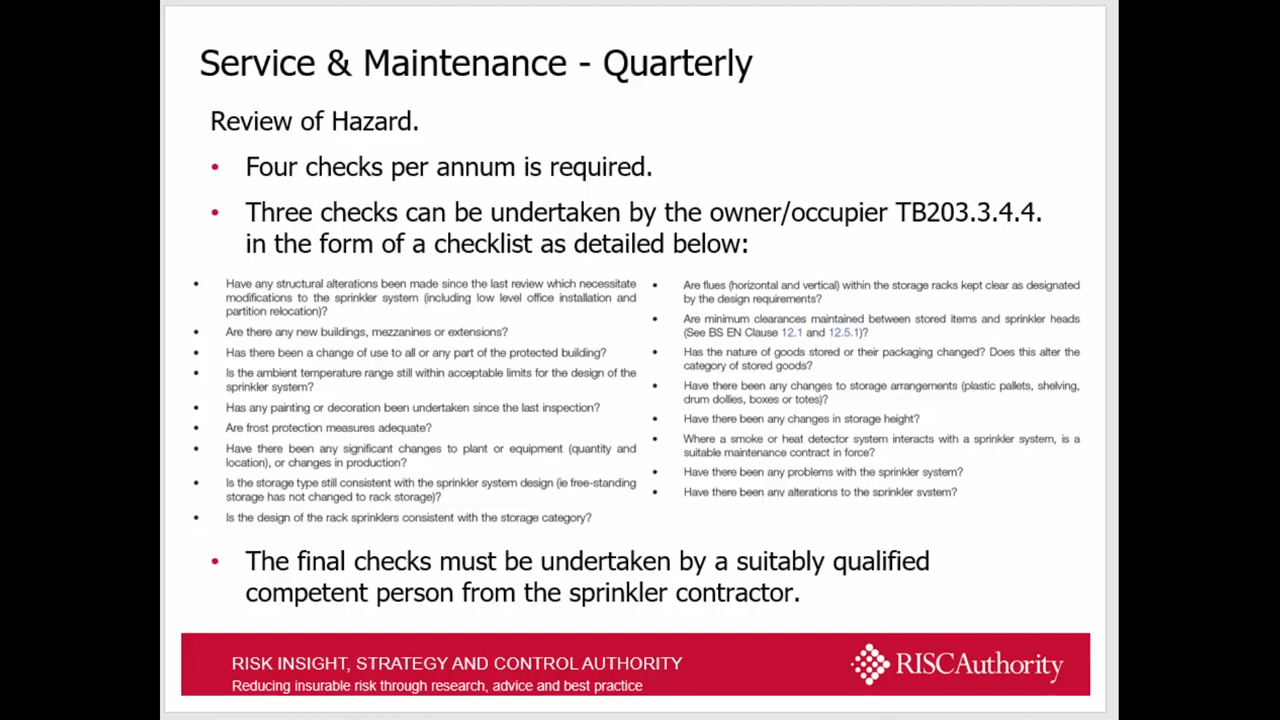 Service & Maintenance - Quarterly
Review of Hazard.
• Four checks per annum is required.
• Three checks can be undertaken by the owner/occupier TB203.3.4.4.
in the form of a checklist as detailed below:
• Have any structural alterations been made since the last review which necessitate
modifications to the sprinkler system (including low level office installation and
partition relocation)?
• Are there any new buildings, mezzanines or extensions?
• Has there been a change of use to all or any part of the protected building?
• Is the ambient temperature range still within acceptable limits for the design of the
sprinkler system?
• Has any painting or decoration been undertaken since the last inspection?
• Are frost protection measures adequate?
• Have there been any significant changes to plant or equipment (quantity and
location), or changes in production?
• Is the storage type still consistent with the sprinkler system design (ie free-standing
storage has not changed to rack storage)?
• Is the design of the rack sprinklers consistent with the storage category?
• Are flues (horizontal and vertical) within the storage racks kept clear as designated
by the design requirements?
• Are minimum clearances maintained between stored items and sprinkler heads
(See BS EN Clause 12.1 and 12.5.1)?
• Has the nature of goods stored or their packaging changed? Does this alter the
category of stored goods?
• Have there been any changes to storage arrangements (plastic pallets, shelving,
drum dollies, boxes or totes)?
• Have there been any changes in storage height?
• Where a smoke or heat detector system interacts with a sprinkler system, is a
suitable maintenance contract in force?
• Have there been any problems with the sprinkler system?
• Have there been any alterations to the sprinkler system?
• The final checks must be undertaken by a suitably qualified
competent person from the sprinkler contractor.
RISK INSIGHT, STRATEGY AND CONTROL AUTHORITY
Reducing insurable risk through research, advice and best practice
RISCAuthority